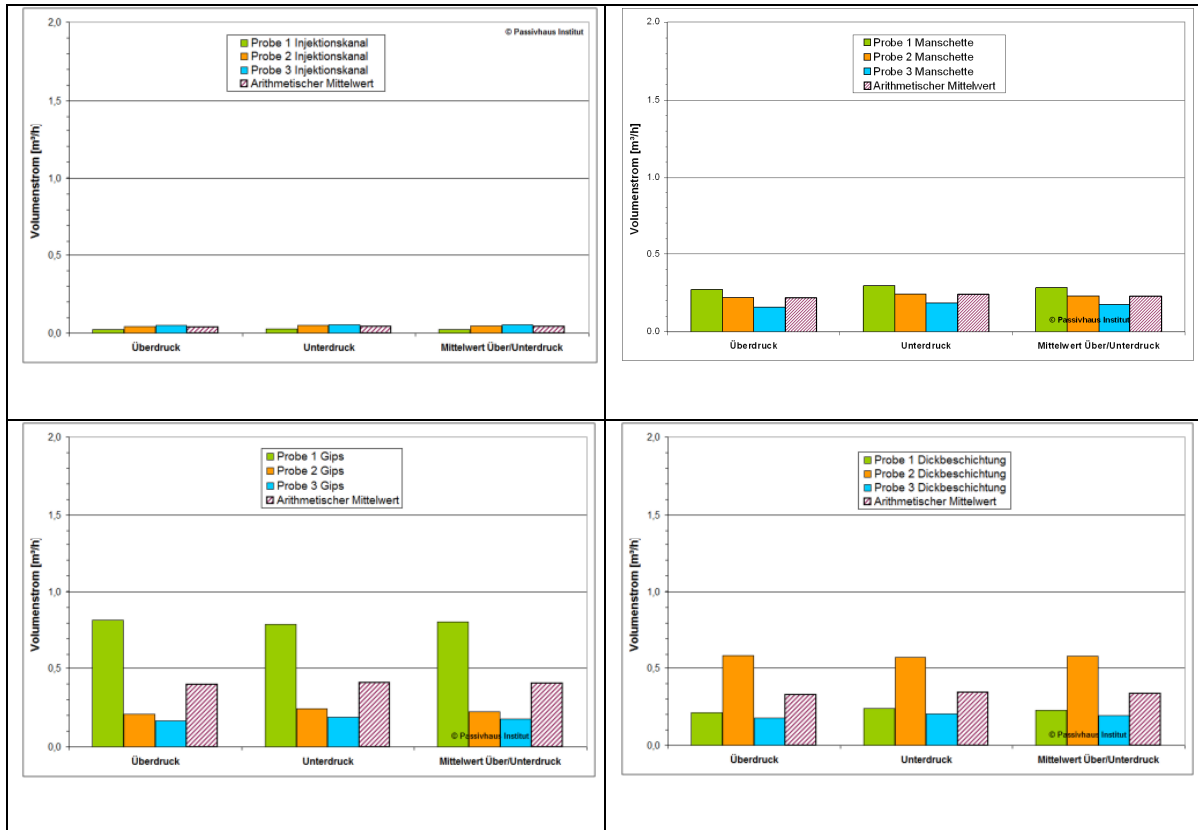 © Passivhaus Institut
Probe 1 Injektionskanal
Probe 2 Injektionskanal
Probe 3 Injektionskanal
Arithmetischer Mittelwert
Volumenstrom [m³/h]
2,0
1,5
1,0
0,5
0,0
Überdruck
Unterdruck
Mittelwert Über/Unterdruck
Probe 1 Manschette
Probe 2 Manschette
Probe 3 Manschette
Arithmetischer Mittelwert
Volumenstrom [m³/h]
2.0
1.5
1.0
0.5
0.0
© Passivhaus Institut
Überdruck
Unterdruck
Mittelwert Über/Unterdruck
Probe 1 Gips
Probe 2 Gips
Probe 3 Gips
Arithmetischer Mittelwert
Volumenstrom [m³/h]
2,0
1,5
1,0
0,5
0,0
© Passivhaus Institut
Überdruck
Unterdruck
Mittelwert Über/Unterdruck
Probe 1 Dickbeschichtung
Probe 2 Dickbeschichtung
Probe 3 Dickbeschichtung
Arithmetischer Mittelwert
Volumenstrom [m³/h]
2,0
1,5
1,0
0,5
0,0
© Passivhaus Institut
Überdruck
Unterdruck
Mittelwert Über/Unterdruck